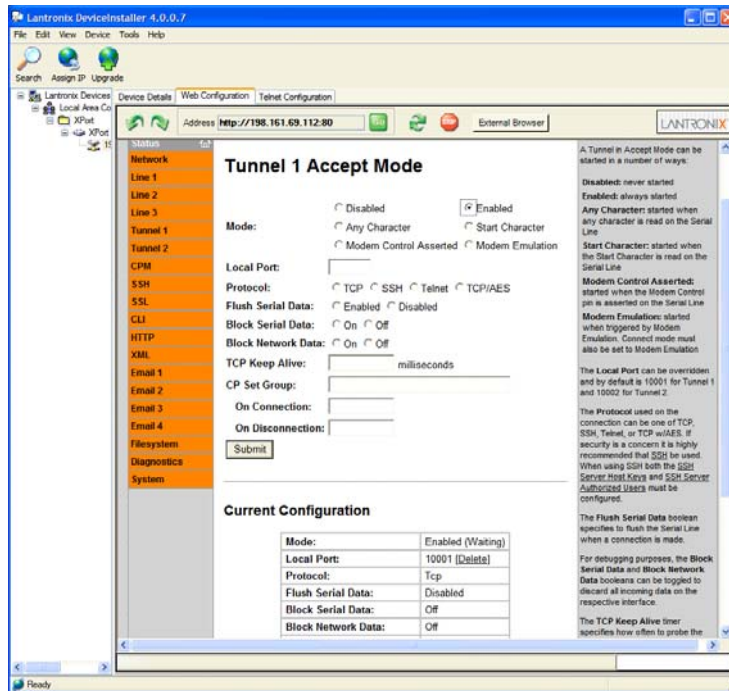 Lantronix DeviceInstaller 4.0.0.7
File Edit View Device Tools Help
Search Assign IP Upgrade
Lantronix Devices
Local Area Co
XPort
XPort
Device Details Web Configuration Telnet Configuration
Address http://198.161.69.112:80
External Browser
LANTRONIX
Status
Network
Line 1
Line 2
Line 3
Tunnel 1
Tunnel 2
CPM
SSH
SSL
CLI
HTTP
XML
Email 1
Email 2
Email 3
Email 4
Filesystem
Diagnostics
System
Tunnel 1 Accept Mode
Mode:
Disabled Enabled
Any Character Start Character
Modem Control Asserted Modem Emulation
Local Port:
Protocol: TCP SSH Telnet TCP/AES
Flush Serial Data: Enabled Disabled
Block Serial Data: On Off
Block Network Data: On Off
TCP Keep Alive: milliseconds
CP Set Group:
On Connection:
On Disconnection:
Submit
Current Configuration
Mode: Enabled (Waiting)
Local Port: 10001 [Delete]
Protocol: Tcp
Flush Serial Data: Disabled
Block Serial Data: Off
Block Network Data: Off
A Tunnel in Accept Mode can be
started in a number of ways:
Disabled: never started
Enabled: always started
Any Character: started when
any character is read on the Serial
Line
Start Character: started when
the Start Character is read on the
Serial Line
Modem Control Asserted:
started when the Modem Control
pin is asserted on the Serial Line
Modem Emulation: started
when triggered by Modem
Emulation. Connect mode must
also be set to Modem Emulation
The Local Port can be overridden
and by default is 10001 for Tunnel 1
and 10002 for Tunnel 2.
The Protocol used on the
connection can be one of TCP,
SSH, Telnet, or TCP w/AES. If
security is a concern it is highly
recommended that SSH be used.
When using SSH both the SSH
Server Host Keys and SSH Server
Authorized Users must be
configured.
The Flush Serial Data boolean
specifies to flush the Serial Line
when a connection is made.
For debugging purposes, the Block
Serial Data and Block Network
Data booleans can be toggled to
discard all incoming data on the
respective interface.
The TCP Keep Alive timer
specifies how often to probe the
Ready